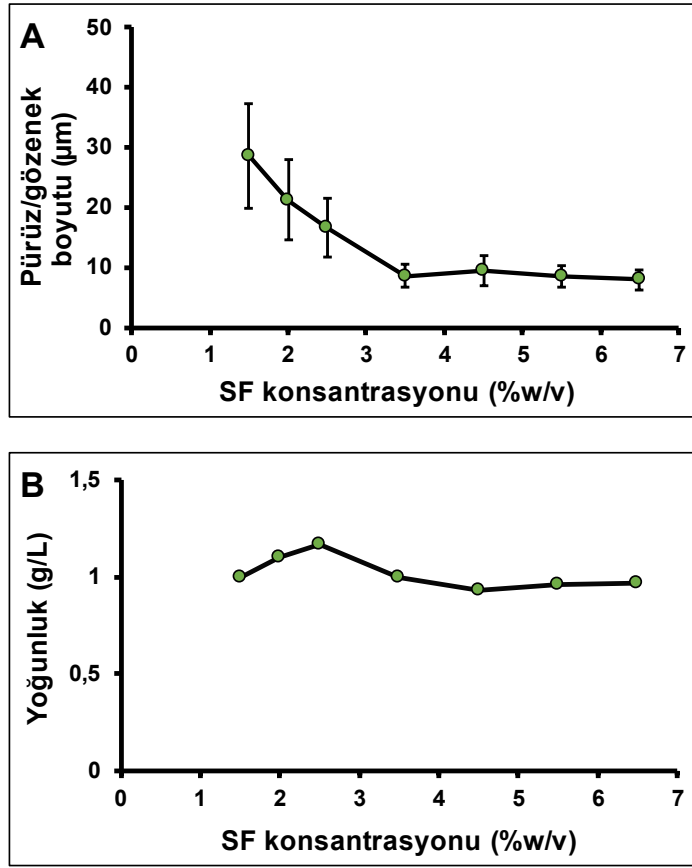 A
Pürüz/gözenek
boyutu (µm)
50
40
30
20
10
0
0 1 2 3 4 5 6 7
SF konsantrasyonu (%w/v)
B
Yoğunluk (g/L)
1,5
1
0,5
0
0 1 2 3 4 5 6 7
SF konsantrasyonu (%w/v)